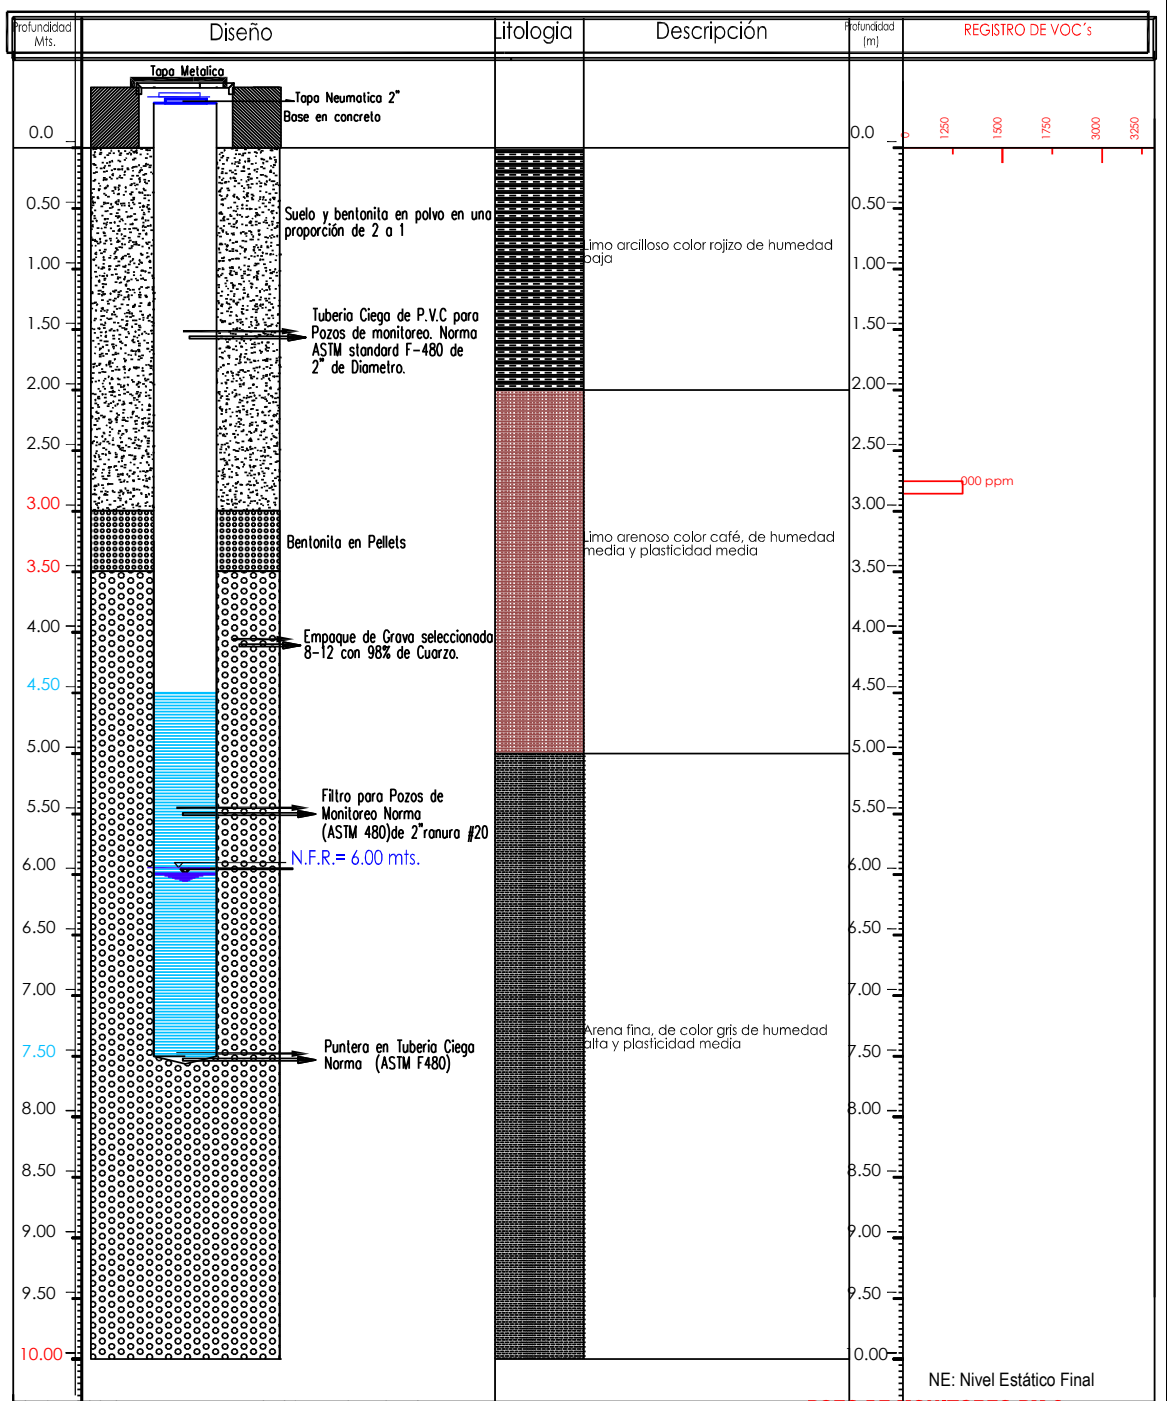 Profundidad
Mts.
Diseño
Litologia
Descripción
Profundidad
(m)
REGISTRO DE VOC´s
Tapa Metalica
Tapa Neumatica 2"
Base en concreto
0.0
0.0
0
1250
1500
1750
3000
3250
0.50
Suelo y bentonita en polvo en una
proporción de 2 a 1
0.50
Limo arcilloso color rojizo de humedad
baja
1.00
1.00
Tuberia Ciega de P.V.C para
Pozos de monitoreo. Norma
ASTM standard F-480 de
2" de Diametro.
1.50
1.50
2.00
2.00
2.50
2.50
000 ppm
3.00
3.00
Bentonita en Pellets
Limo arenoso color café, de humedad
media y plasticidad media
3.50
3.50
4.00
Empaque de Grava seleccionada
8-12 con 98% de Cuarzo.
4.00
4.50
4.50
5.00
5.00
5.50
Filtro para Pozos de
Monitoreo Norma
(ASTM 480)de 2"ranura #20
5.50
6.00
N.F.R.= 6.00 mts.
6.00
6.50
6.50
7.00
7.00
Arena fina, de color gris de humedad
alta y plasticidad media
7.50
Puntera en Tuberia Ciega
Norma (ASTM F480)
7.50
8.00
8.00
8.50
8.50
9.00
9.00
9.50
9.50
10.00
10.00
NE: Nivel Estático Final